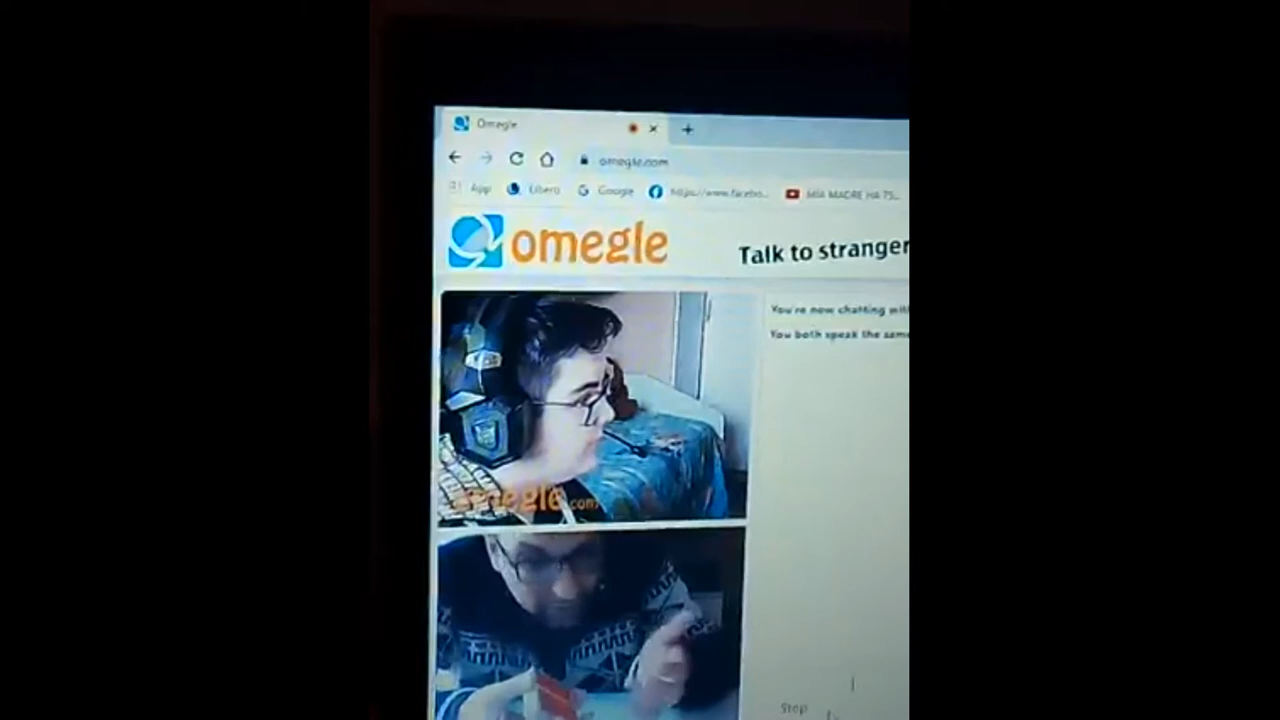 Omegle
omegle.com
App Libero Google https://www.facebo... MIA MADRE HA 75...
omegle
Talk to stranger
You're now chatting wit
You both speak the same
omegle.com
Stop